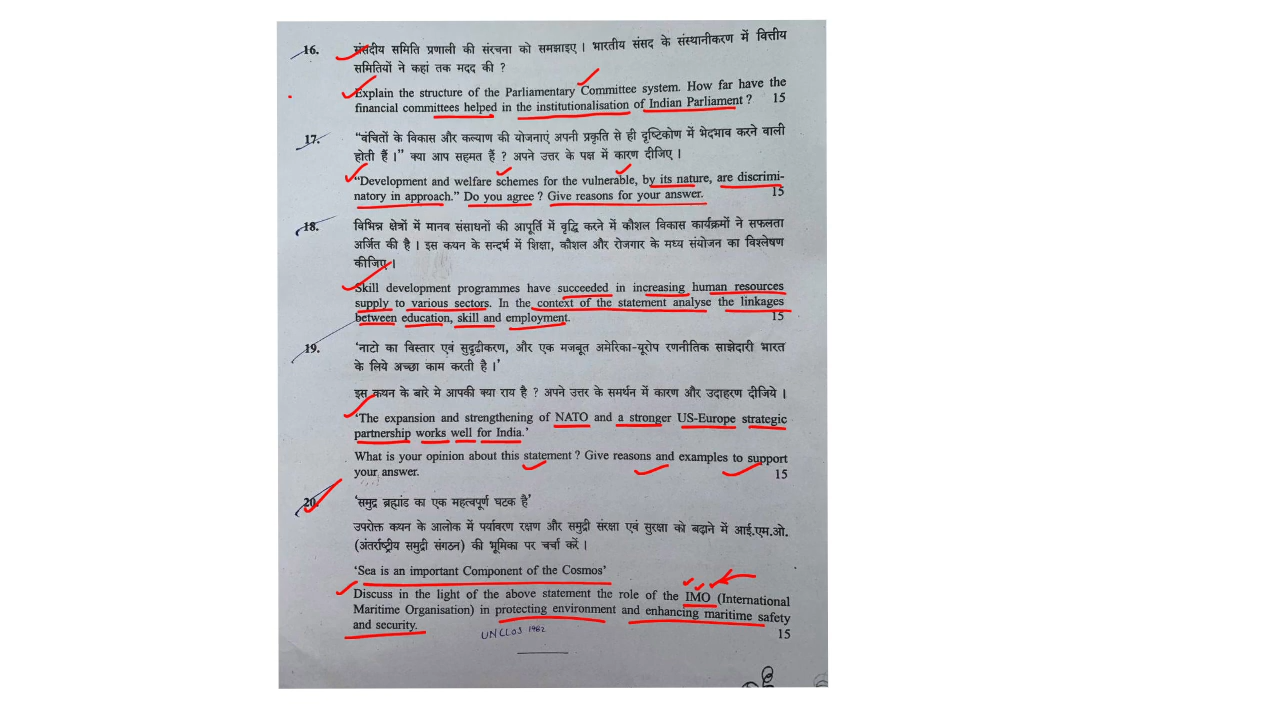 16. संसदीय समिति प्रणाली की संरचना को समझाइए । भारतीय संसद के संस्थानीकरण में वित्तीय
समितियों ने कहां तक मदद की ?
Explain the structure of the Parliamentary Committee system. How far have the
financial committees helped in the institutionalisation of Indian Parliament ? 15
17. “वंचितों के विकास और कल्याण की योजनाएं अपनी प्रकृति से ही दृष्टिकोण में भेदभाव करने वाली
होती हैं ।” क्या आप सहमत हैं ? अपने उत्तर के पक्ष में कारण दीजिए ।
“Development and welfare schemes for the vulnerable, by its nature, are discrimi-
natory in approach.” Do you agree ? Give reasons for your answer. 15
18. विभिन्न क्षेत्रों में मानव संसाधनों की आपूर्ति में वृद्धि करने में कौशल विकास कार्यक्रमों ने सफलता
अर्जित की है । इस कथन के सन्दर्भ में शिक्षा, कौशल और रोजगार के मध्य संयोजन का विश्लेषण
कीजिए ।
Skill development programmes have succeeded in increasing human resources
supply to various sectors. In the context of the statement analyse the linkages
between education, skill and employment. 15
19. ‘नाटो का विस्तार एवं सुदृढीकरण, और एक मजबूत अमेरिका-यूरोप रणनीतिक साझेदारी भारत
के लिये अच्छा काम करती है ।’
इस कथन के बारे मे आपकी क्या राय है ? अपने उत्तर के समर्थन में कारण और उदाहरण दीजिये ।
‘The expansion and strengthening of NATO and a stronger US-Europe strategic
partnership works well for India.’
What is your opinion about this statement ? Give reasons and examples to support
your answer. 15
20. ‘समुद्र ब्रह्मांड का एक महत्वपूर्ण घटक है’
उपरोक्त कथन के आलोक में पर्यावरण रक्षण और समुद्री संरक्षा एवं सुरक्षा को बढ़ाने में आई.एम.ओ.
(अंतर्राष्ट्रीय समुद्री संगठन) की भूमिका पर चर्चा करें ।
‘Sea is an important Component of the Cosmos’
Discuss in the light of the above statement the role of the IMO (International
Maritime Organisation) in protecting environment and enhancing maritime safety
and security. 15
UNCLOS 1982